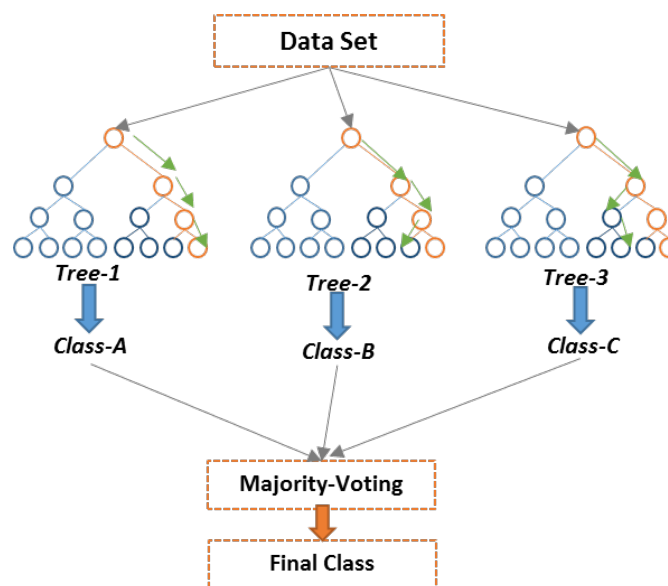 Data Set
Tree-1
Tree-2
Tree-3
Class-A
Class-B
Class-C
Majority-Voting
Final Class